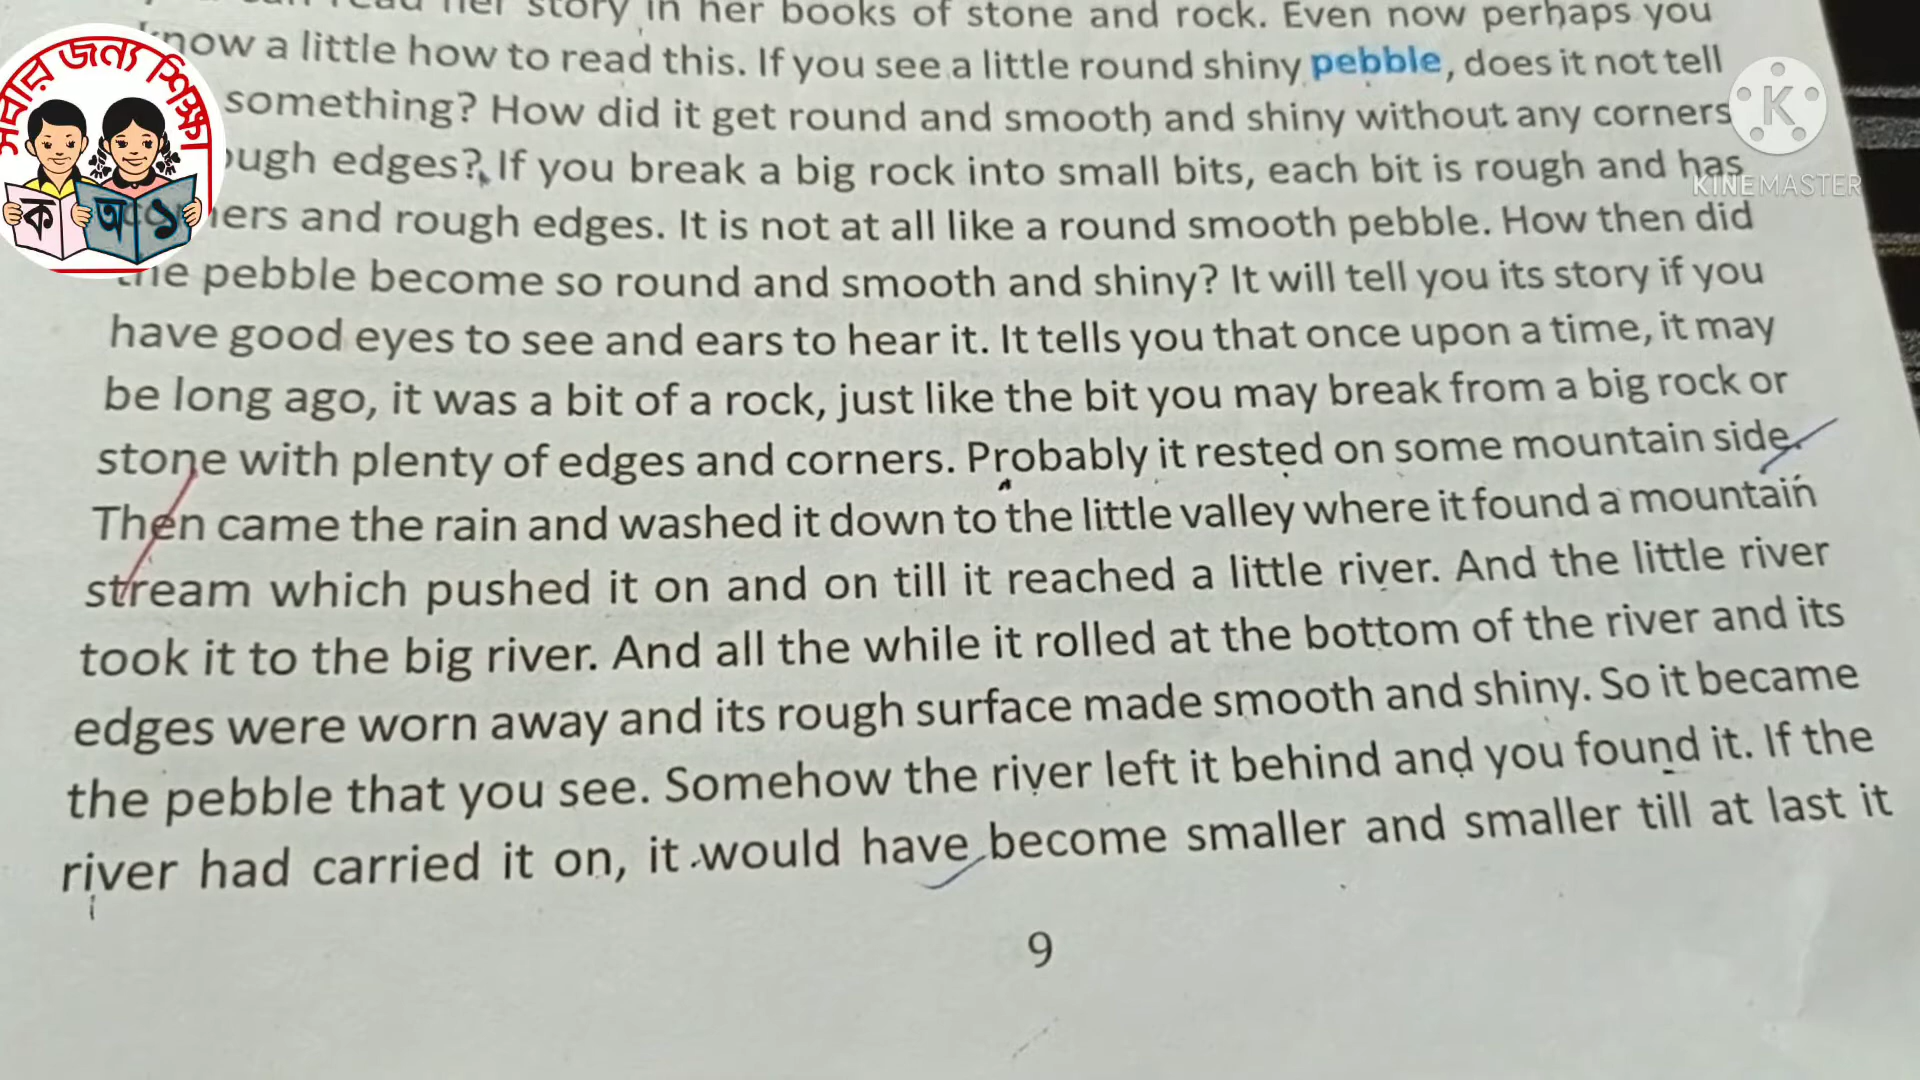 can read her story in her books of stone and rock. Even now perhaps you
know a little how to read this. If you see a little round shiny pebble, does it not tell
something? How did it get round and smooth and shiny without any corners
rough edges? If you break a big rock into small bits, each bit is rough and has
corners and rough edges. It is not at all like a round smooth pebble. How then did
the pebble become so round and smooth and shiny? It will tell you its story if you
have good eyes to see and ears to hear it. It tells you that once upon a time, it may
be long ago, it was a bit of a rock, just like the bit you may break from a big rock or
stone with plenty of edges and corners. Probably it rested on some mountain side.
Then came the rain and washed it down to the little valley where it found a mountain
stream which pushed it on and on till it reached a little river. And the little river
took it to the big river. And all the while it rolled at the bottom of the river and its
edges were worn away and its rough surface made smooth and shiny. So it became
the pebble that you see. Somehow the river left it behind and you found it. If the
river had carried it on, it would have become smaller and smaller till at last it
9
সবার জন্য শিক্ষা
ক অ ১
K
KINEMASTER